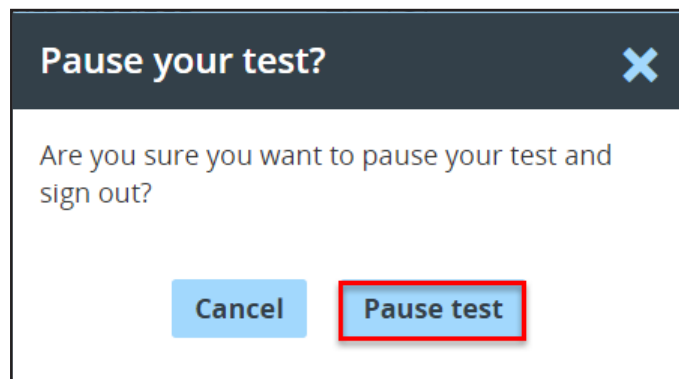 Pause your test?
Are you sure you want to pause your test and
sign out?
Cancel
Pause test